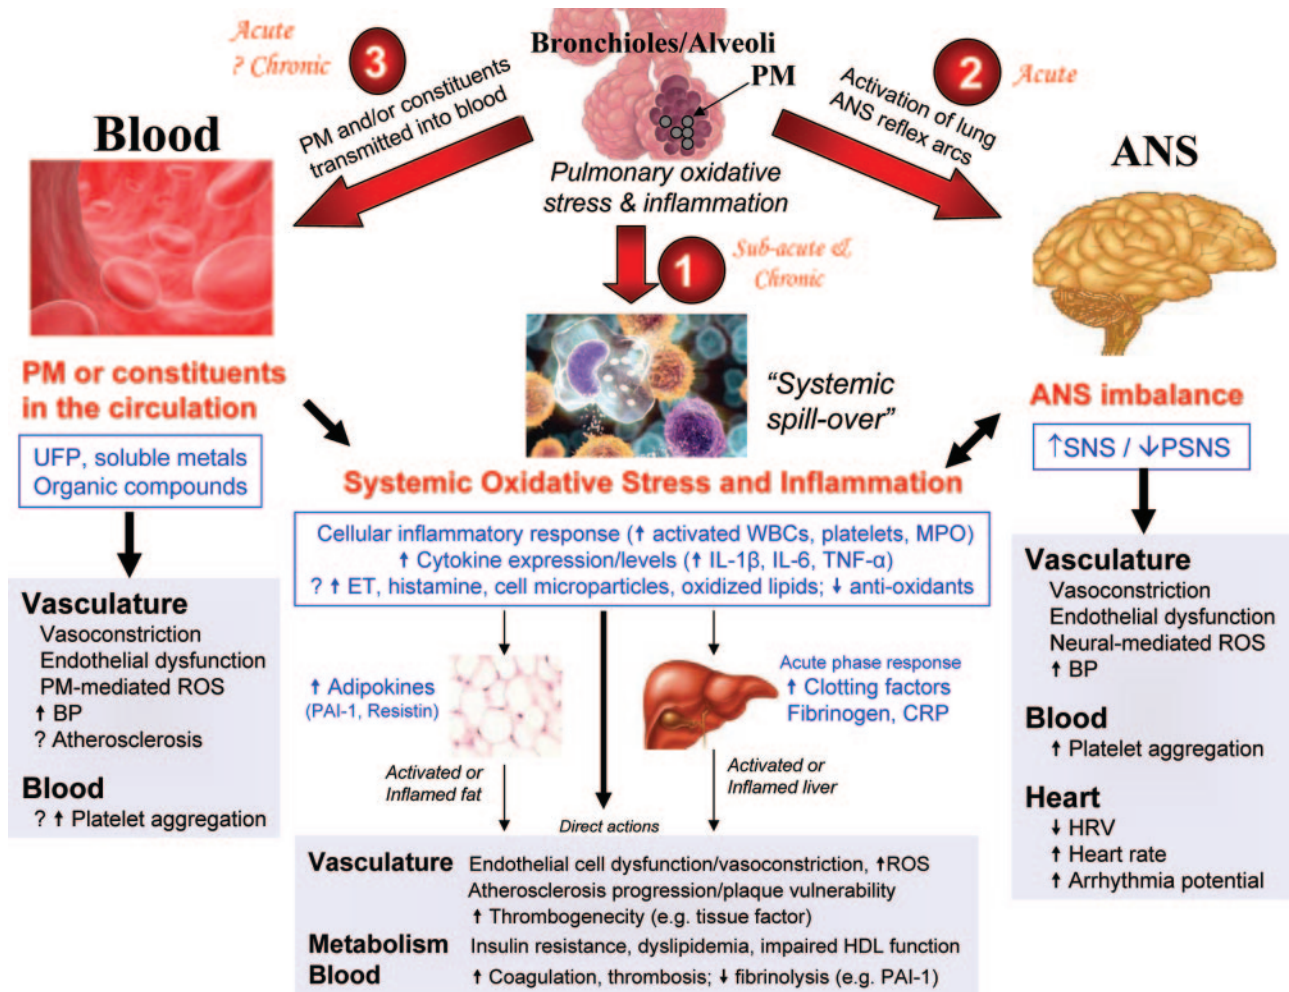 Acute
? Chronic
3
PM and/or constituents
transmitted into blood
Bronchioles/Alveoli
PM
Pulmonary oxidative
stress & inflammation
2
Acute
Activation of lung
ANS reflex arcs
Blood
ANS
1
Sub-acute &
Chronic
"Systemic
spill-over"
PM or constituents
in the circulation
UFP, soluble metals
Organic compounds
Vasculature
Vasoconstriction
Endothelial dysfunction
PM-mediated ROS
↑ BP
? Atherosclerosis
Blood
? ↑ Platelet aggregation
Systemic Oxidative Stress and Inflammation
Cellular inflammatory response (↑ activated WBCs, platelets, MPO)
↑ Cytokine expression/levels (↑ IL-1β, IL-6, TNF-α)
? ↑ ET, histamine, cell microparticles, oxidized lipids; ↓ anti-oxidants
↑ Adipokines
(PAI-1, Resistin)
Activated or
Inflamed fat
Acute phase response
↑ Clotting factors
Fibrinogen, CRP
Activated or
Inflamed liver
Direct actions
Vasculature Endothelial cell dysfunction/vasoconstriction, ↑ROS
Atherosclerosis progression/plaque vulnerability
↑ Thrombogenecity (e.g. tissue factor)
Metabolism Insulin resistance, dyslipidemia, impaired HDL function
Blood ↑ Coagulation, thrombosis; ↓ fibrinolysis (e.g. PAI-1)
ANS imbalance
↑SNS / ↓PSNS
Vasculature
Vasoconstriction
Endothelial dysfunction
Neural-mediated ROS
↑ BP
Blood
↑ Platelet aggregation
Heart
↓ HRV
↑ Heart rate
↑ Arrhythmia potential